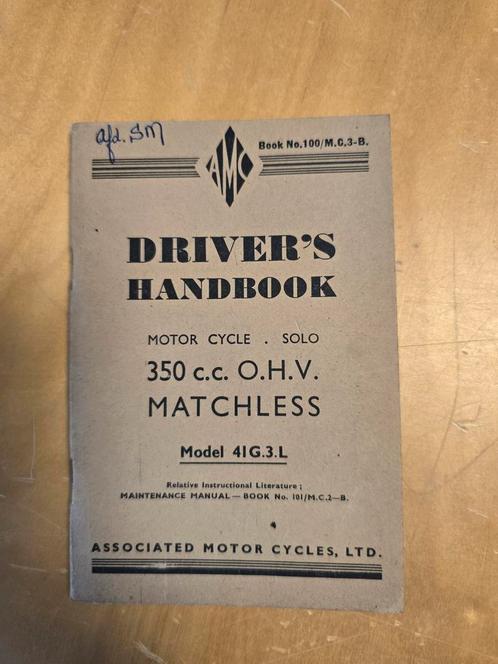 afd. SM
AMC
Book No.100/M.C.3-B.
DRIVER'S
HANDBOOK
MOTOR CYCLE . SOLO
350 c.c. O.H.V.
MATCHLESS
Model 41G.3.L
Relative Instructional Literature ;
MAINTENANCE MANUAL — BOOK No. 101/M.C.2—B.
ASSOCIATED MOTOR CYCLES, LTD.